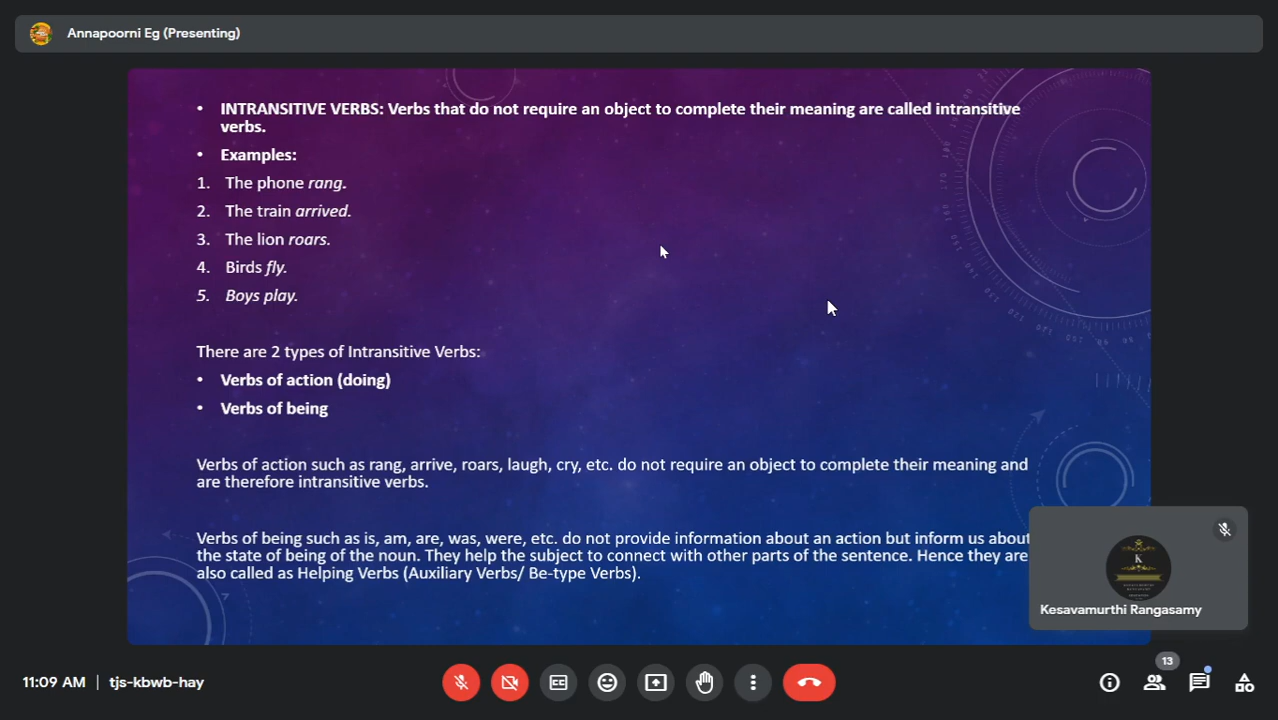 Annapoorni Eg (Presenting)
• INTRANSITIVE VERBS: Verbs that do not require an object to complete their meaning are called intransitive
verbs.
• Examples:
1. The phone rang.
2. The train arrived.
3. The lion roars.
4. Birds fly.
5. Boys play.
There are 2 types of Intransitive Verbs:
• Verbs of action (doing)
• Verbs of being
Verbs of action such as rang, arrive, roars, laugh, cry, etc. do not require an object to complete their meaning and
are therefore intransitive verbs.
Verbs of being such as is, am, are, was, were, etc. do not provide information about an action but inform us about
the state of being of the noun. They help the subject to connect with other parts of the sentence. Hence they are
also called as Helping Verbs (Auxiliary Verbs/ Be-type Verbs).
K
Kesavamurthi Rangasamy
11:09 AM | tjs-kbwb-hay
13